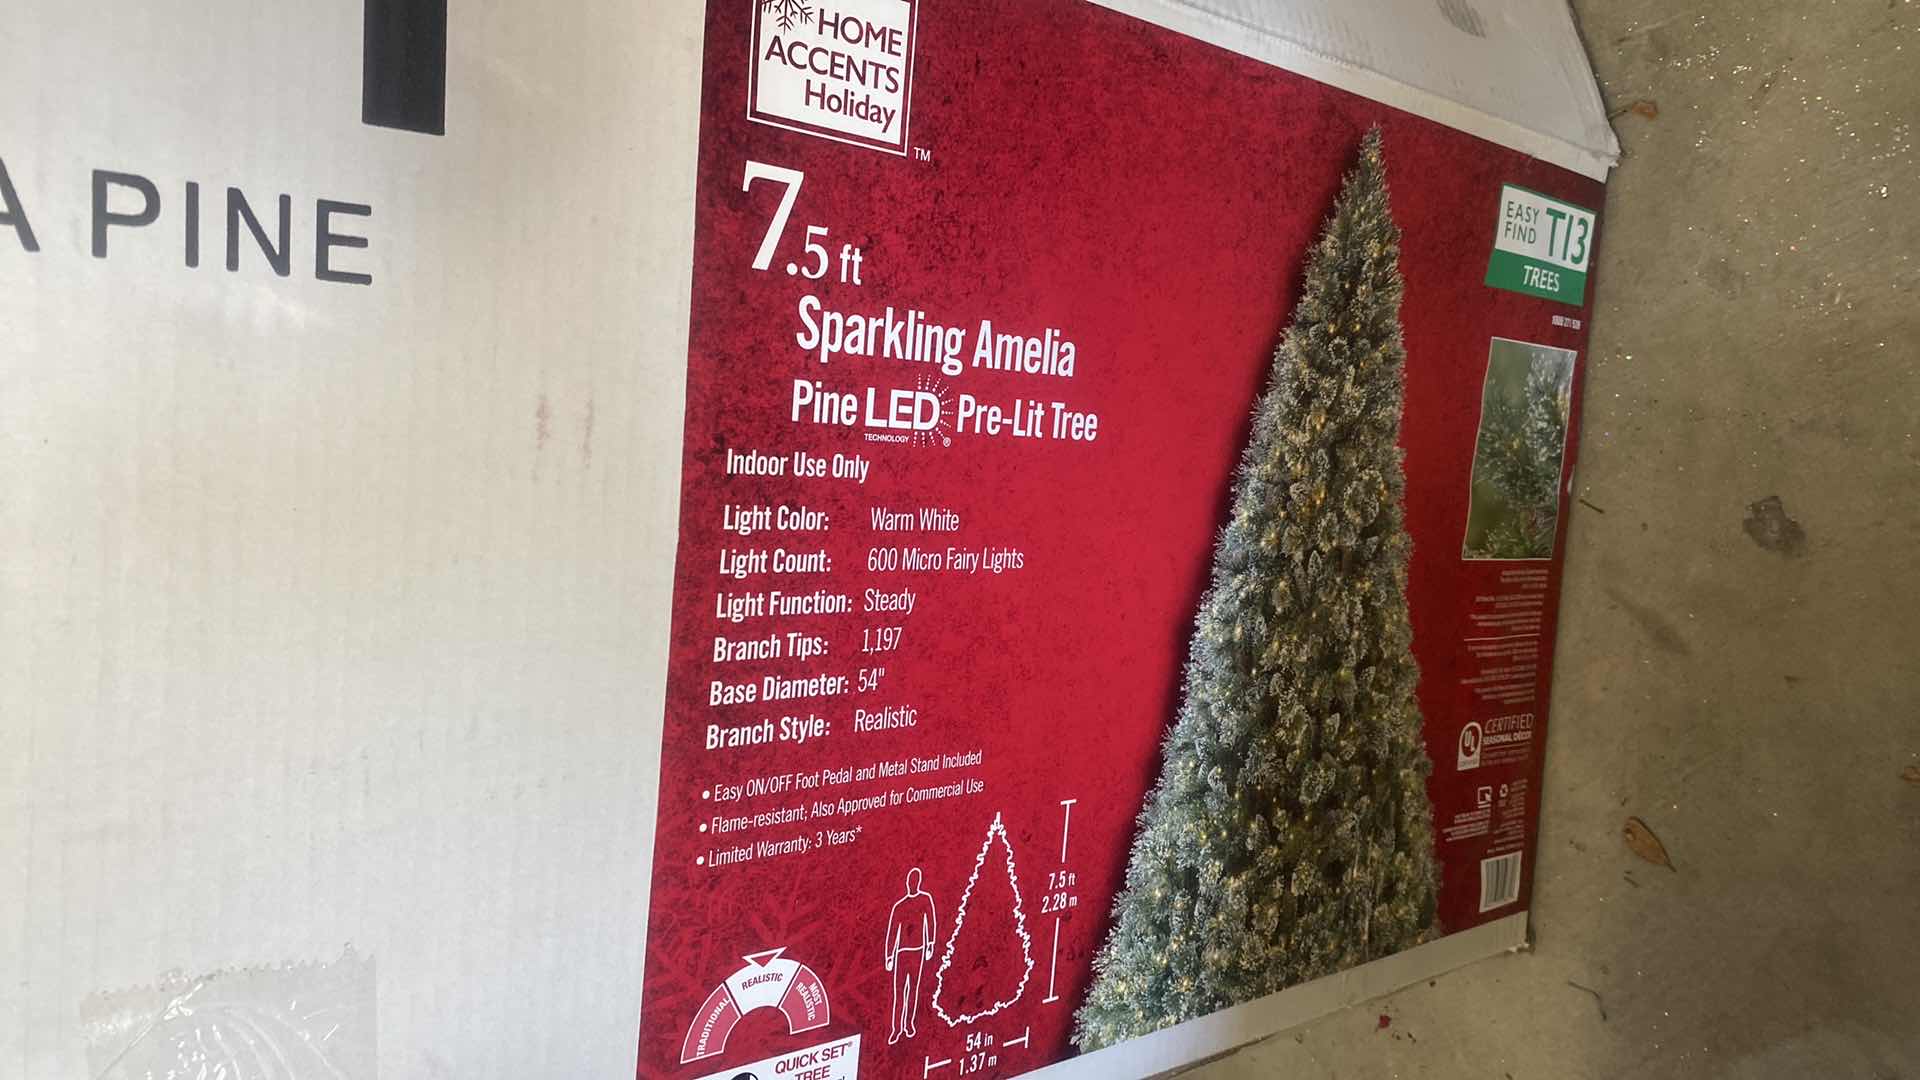 A PINE
HOME
ACCENTS
Holiday
TM
7.5 ft
Sparkling Amelia
Pine LED Pre-Lit Tree
TECHNOLOGY ®
Indoor Use Only
Light Color: Warm White
Light Count: 600 Micro Fairy Lights
Light Function: Steady
Branch Tips: 1,197
Base Diameter: 54"
Branch Style: Realistic
• Easy ON/OFF Foot Pedal and Metal Stand Included
• Flame-resistant; Also Approved for Commercial Use
• Limited Warranty: 3 Years*
7.5 ft
2.28 m
54 in
1.37 m
TRADITIONAL
REALISTIC
MOST
REALISTIC
QUICK SET®
TREE
EASY
FIND
T13
TREES
UL
CERTIFIED
SEASONAL DÉCOR